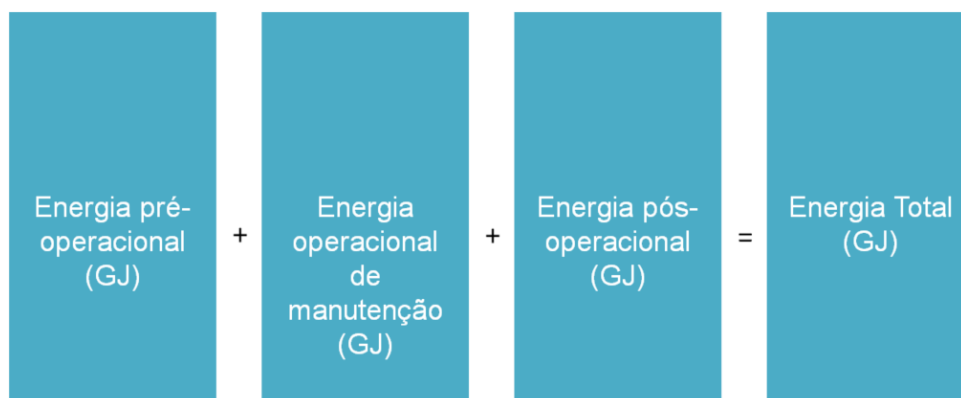 Energia pré-
operacional
(GJ)
+
Energia
operacional
de
manutenção
(GJ)
+
Energia pós-
operacional
(GJ)
=
Energia Total
(GJ)